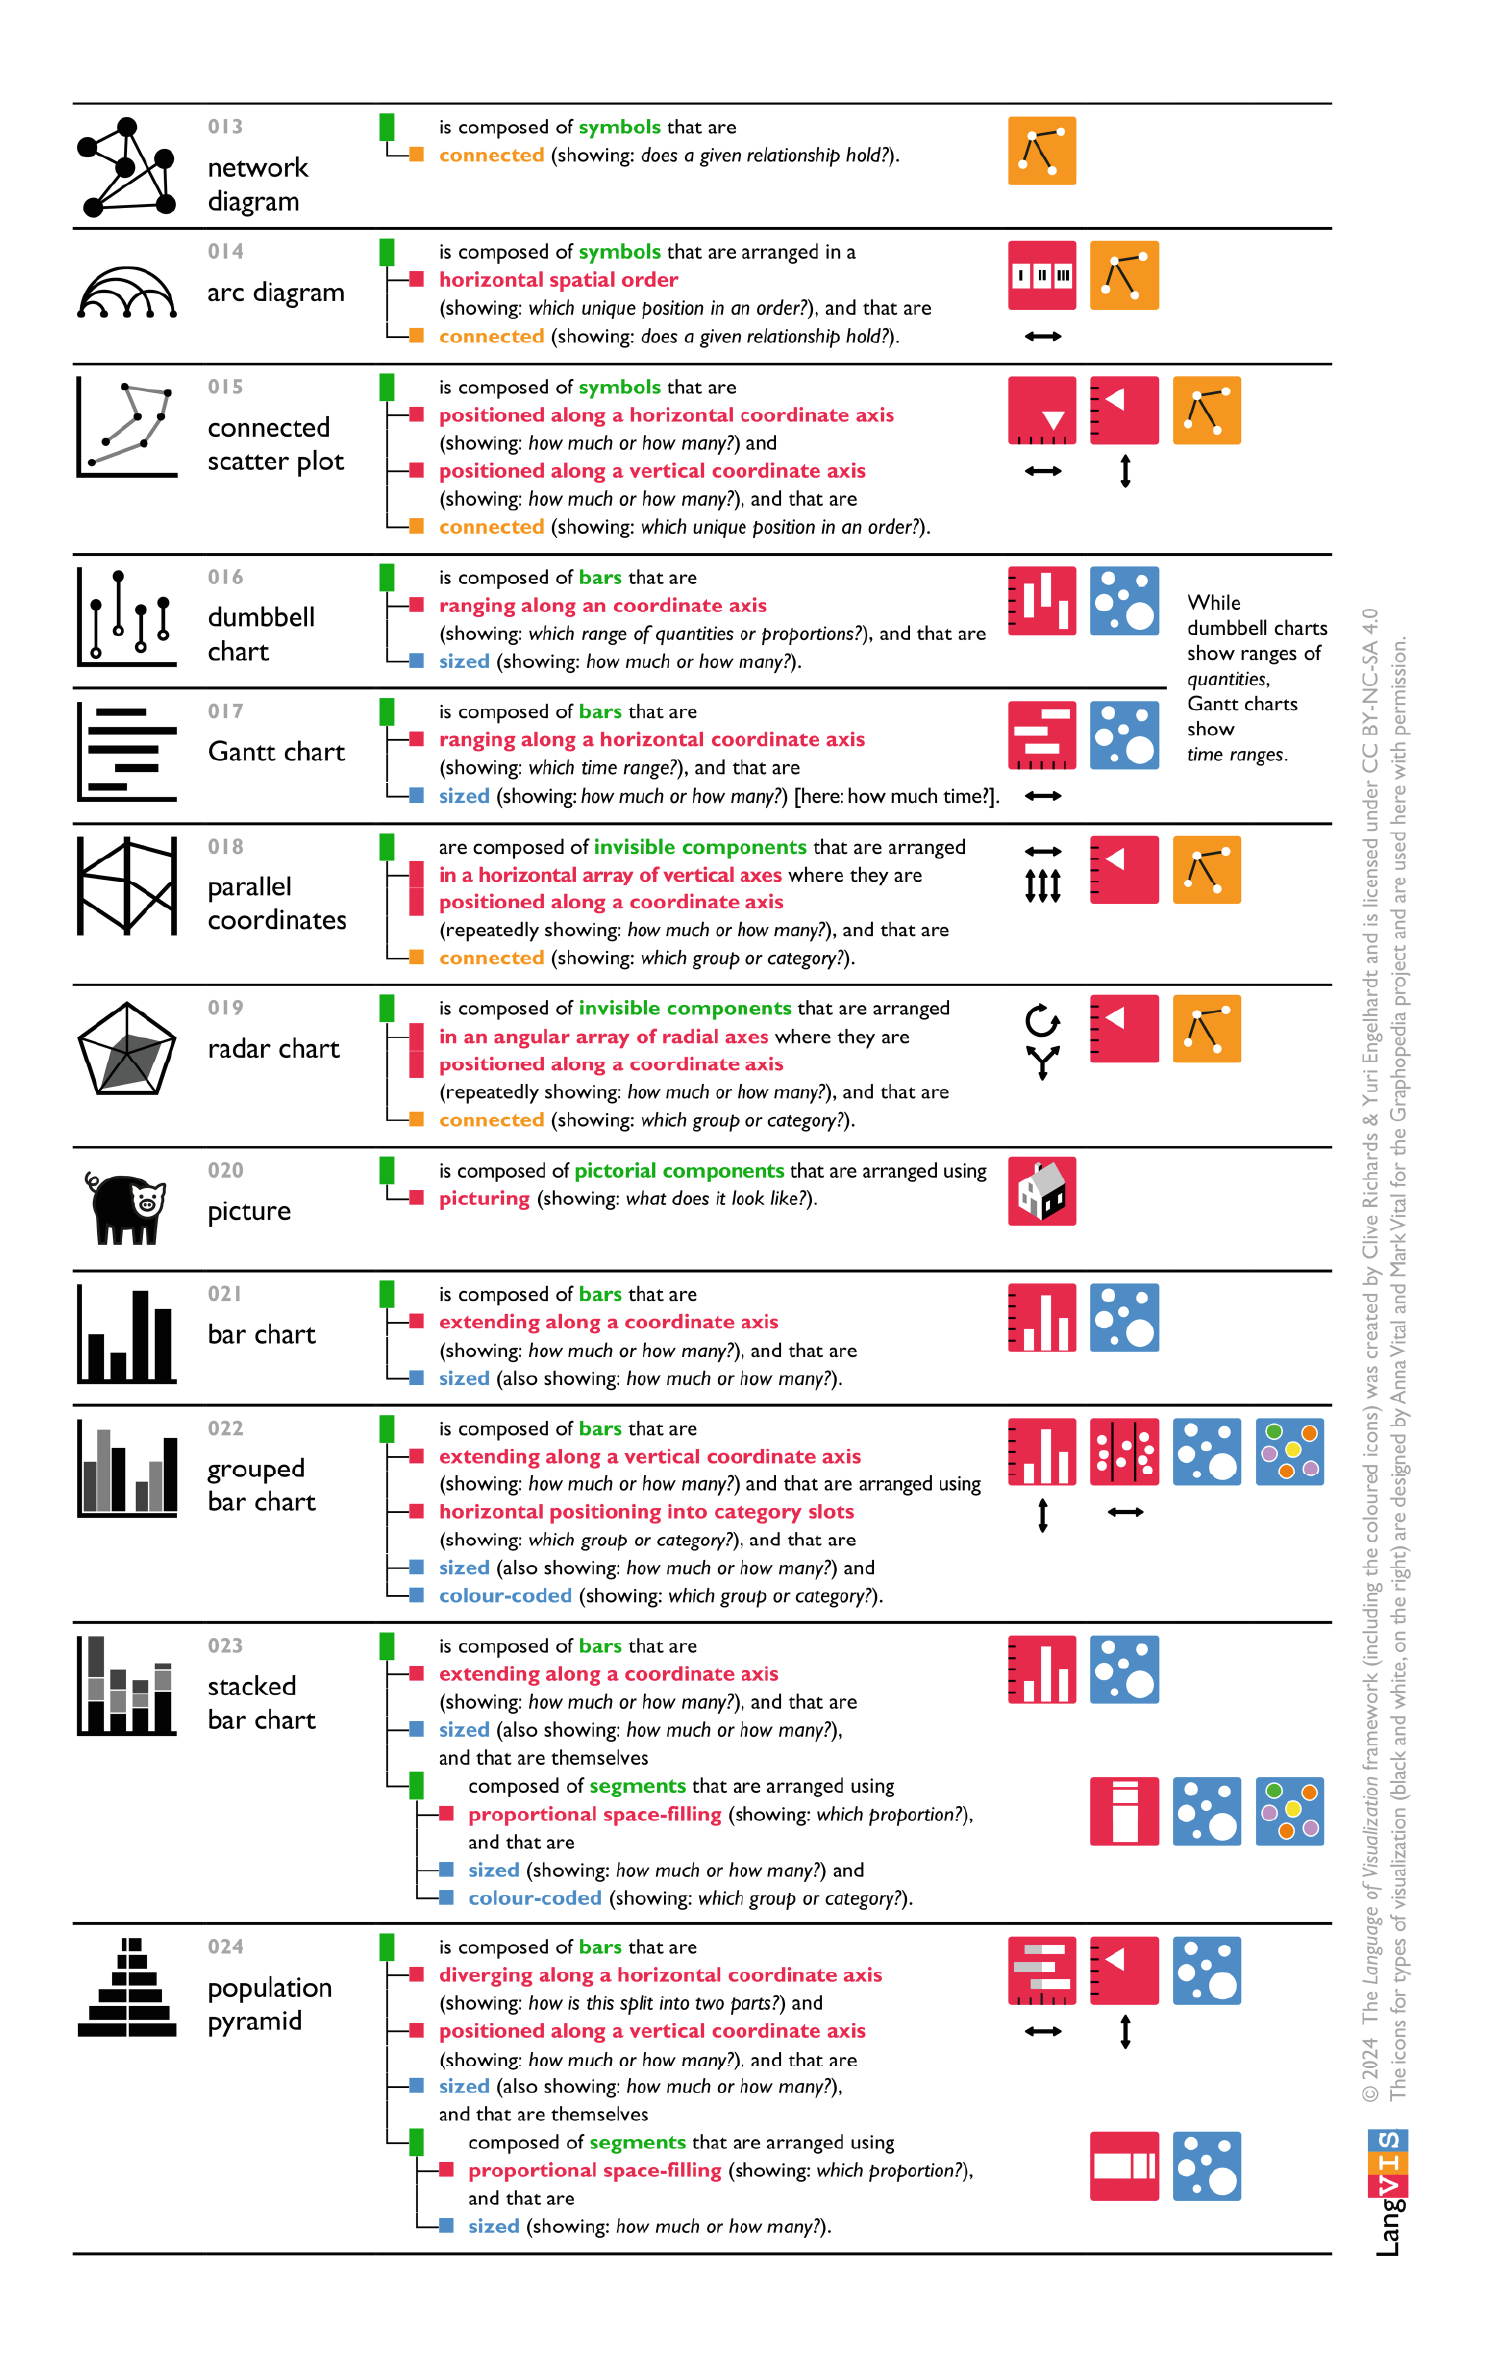 013
network
diagram
is composed of symbols that are
connected (showing: does a given relationship hold?).
014
arc diagram
is composed of symbols that are arranged in a
horizontal spatial order
(showing: which unique position in an order?), and that are
connected (showing: does a given relationship hold?).
I II III
015
connected
scatter plot
is composed of symbols that are
positioned along a horizontal coordinate axis
(showing: how much or how many?) and
positioned along a vertical coordinate axis
(showing: how much or how many?), and that are
connected (showing: which unique position in an order?).
016
dumbbell
chart
is composed of bars that are
ranging along an coordinate axis
(showing: which range of quantities or proportions?), and that are
sized (showing: how much or how many?).
While
dumbbell charts
show ranges of
quantities,
Gantt charts
show
time ranges.
017
Gantt chart
is composed of bars that are
ranging along a horizontal coordinate axis
(showing: which time range?), and that are
sized (showing: how much or how many?) [here: how much time?].
018
parallel
coordinates
are composed of invisible components that are arranged
in a horizontal array of vertical axes where they are
positioned along a coordinate axis
(repeatedly showing: how much or how many?), and that are
connected (showing: which group or category?).
019
radar chart
is composed of invisible components that are arranged
in an angular array of radial axes where they are
positioned along a coordinate axis
(repeatedly showing: how much or how many?), and that are
connected (showing: which group or category?).
020
picture
is composed of pictorial components that are arranged using
picturing (showing: what does it look like?).
021
bar chart
is composed of bars that are
extending along a coordinate axis
(showing: how much or how many?), and that are
sized (also showing: how much or how many?).
022
grouped
bar chart
is composed of bars that are
extending along a vertical coordinate axis
(showing: how much or how many?) and that are arranged using
horizontal positioning into category slots
(showing: which group or category?), and that are
sized (also showing: how much or how many?) and
colour-coded (showing: which group or category?).
023
stacked
bar chart
is composed of bars that are
extending along a coordinate axis
(showing: how much or how many?), and that are
sized (also showing: how much or how many?),
and that are themselves
composed of segments that are arranged using
proportional space-filling (showing: which proportion?),
and that are
sized (showing: how much or how many?) and
colour-coded (showing: which group or category?).
024
population
pyramid
is composed of bars that are
diverging along a horizontal coordinate axis
(showing: how is this split into two parts?) and
positioned along a vertical coordinate axis
(showing: how much or how many?), and that are
sized (also showing: how much or how many?),
and that are themselves
composed of segments that are arranged using
proportional space-filling (showing: which proportion?),
and that are
sized (showing: how much or how many?).
LangVIS
© 2024 The Language of Visualization framework (including the coloured icons) was created by Clive Richards & Yuri Engelhardt and is licensed under CC BY-NC-SA 4.0
The icons for types of visualization (black and white, on the right) are designed by Anna Vital and Mark Vital for the Graphopedia project and are used here with permission.